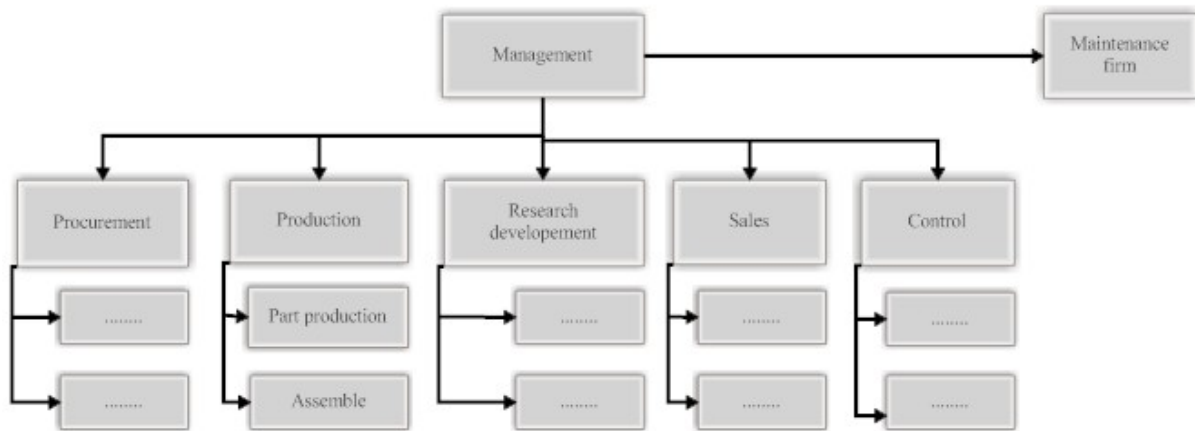 Management
Maintenance
firm
Procurement
Production
Research
developement
Sales
Control
........
Part production
........
........
........
........
Assemble
........
........
........